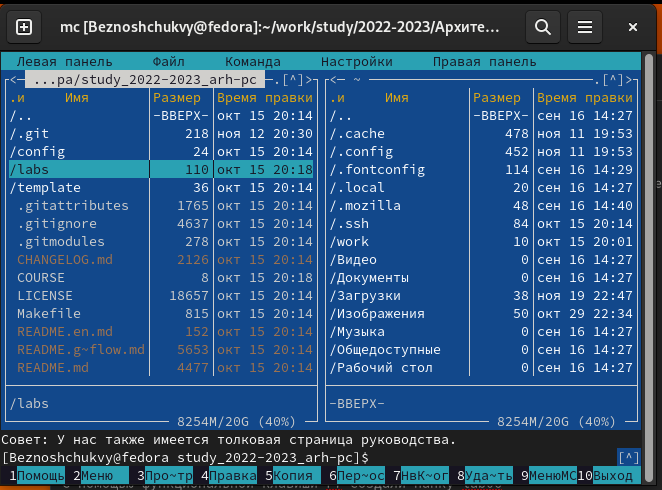 mc [Beznoshchukvy@fedora]:~/work/study/2022-2023/Архите...
Левая панель Файл Команда Настройки Правая панель
<— ...pa/study_2022-2023_arh-pc —.[^]> <— ~ —.[^]>
.и Имя Размер Время правки .и Имя Размер Время правки
/.. -ВВЕРХ- окт 15 20:14 /.. -ВВЕРХ- сен 16 14:27
/.git 218 ноя 12 20:30 /.cache 478 ноя 11 19:53
/config 24 окт 15 20:14 /.config 452 ноя 11 19:53
/labs 110 окт 15 20:18 /.fontconfig 114 сен 16 14:29
/template 36 окт 15 20:14 /.local 20 сен 16 14:27
.gitattributes 1765 окт 15 20:14 /.mozilla 48 сен 16 14:40
.gitignore 4637 окт 15 20:14 /.ssh 84 окт 15 20:14
.gitmodules 278 окт 15 20:14 /work 10 окт 15 20:01
CHANGELOG.md 2126 окт 15 20:14 /Видео 0 сен 16 14:27
COURSE 8 окт 15 20:18 /Документы 0 сен 16 14:27
LICENSE 18657 окт 15 20:14 /Загрузки 38 ноя 19 22:47
Makefile 815 окт 15 20:14 /Изображения 50 окт 29 22:34
README.en.md 152 окт 15 20:14 /Музыка 0 сен 16 14:27
README.g~flow.md 5653 окт 15 20:14 /Общедоступные 0 сен 16 14:27
README.md 4477 окт 15 20:14 /Рабочий стол 0 сен 16 14:27
/labs -ВВЕРХ-
8254M/20G (40%) 8254M/20G (40%)
Совет: У нас также имеется толковая страница руководства.
[Beznoshchukvy@fedora study_2022-2023_arh-pc]$ [^]
1Помощь 2Меню 3Про~тр 4Правка 5Копия 6Пер~ос 7НвК~ог 8Уда~ть 9МенюMC 10Выход